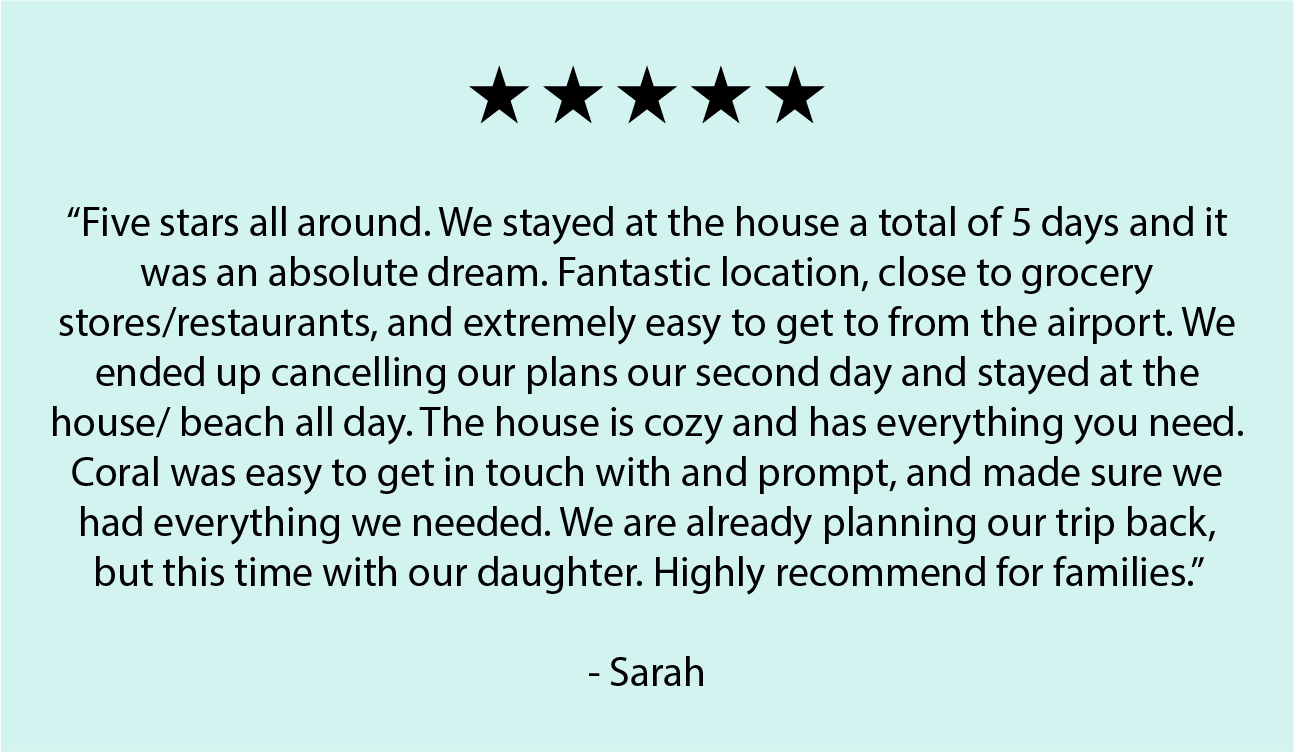 ★★★★★
“Five stars all around. We stayed at the house a total of 5 days and it
was an absolute dream. Fantastic location, close to grocery
stores/restaurants, and extremely easy to get to from the airport. We
ended up cancelling our plans our second day and stayed at the
house/ beach all day. The house is cozy and has everything you need.
Coral was easy to get in touch with and prompt, and made sure we
had everything we needed. We are already planning our trip back,
but this time with our daughter. Highly recommend for families.”
- Sarah